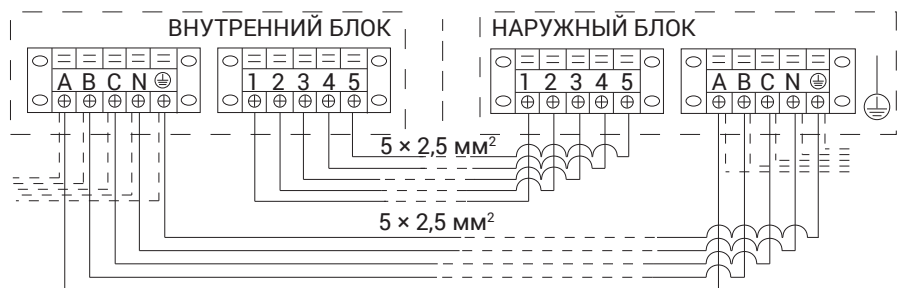 ВНУТРЕННИЙ БЛОК
НАРУЖНЫЙ БЛОК
A B C N
1 2 3 4 5
1 2 3 4 5
A B C N
5 × 2,5 мм²
5 × 2,5 мм²